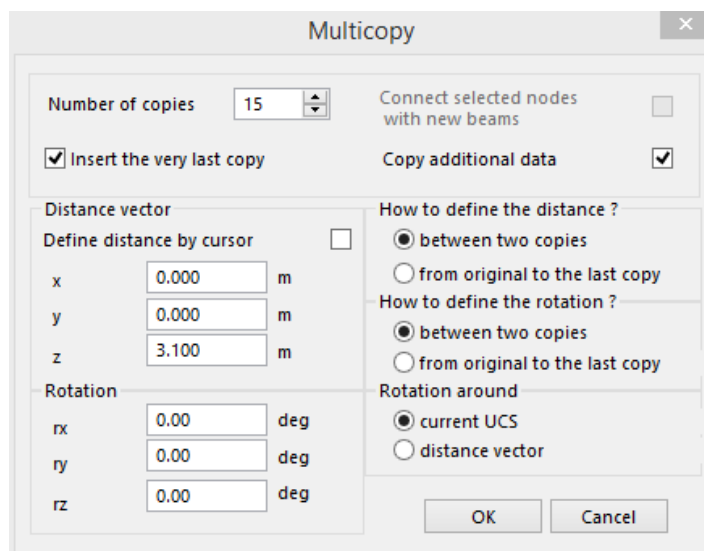 Multicopy
Number of copies 15
Connect selected nodes
with new beams
Insert the very last copy
Copy additional data
Distance vector
Define distance by cursor
x 0.000 m
y 0.000 m
z 3.100 m
How to define the distance ?
between two copies
from original to the last copy
How to define the rotation ?
between two copies
from original to the last copy
Rotation
rx 0.00 deg
ry 0.00 deg
rz 0.00 deg
Rotation around
current UCS
distance vector
OK Cancel